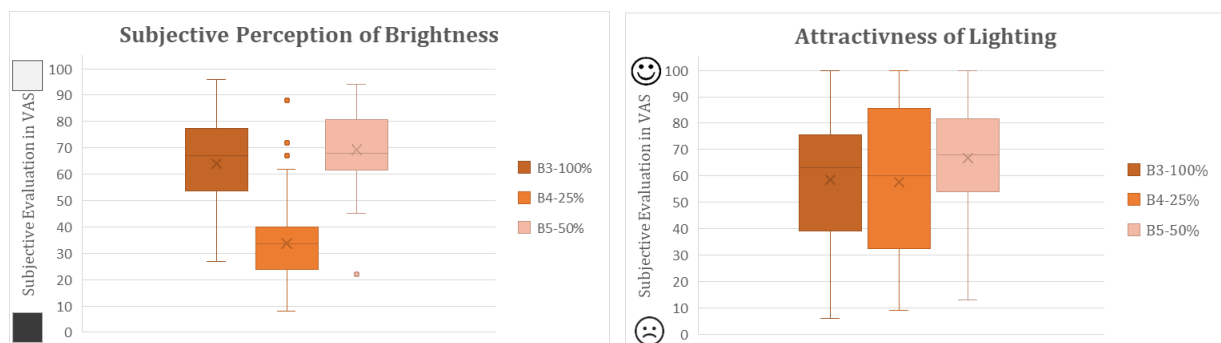 Subjective Perception of Brightness
Subjective Evaluation in VAS
100
90
80
70
60
50
40
30
20
10
0
B3-100%
B4-25%
B5-50%
Attractivness of Lighting
Subjective Evaluation in VAS
100
90
80
70
60
50
40
30
20
10
0
B3-100%
B4-25%
B5-50%